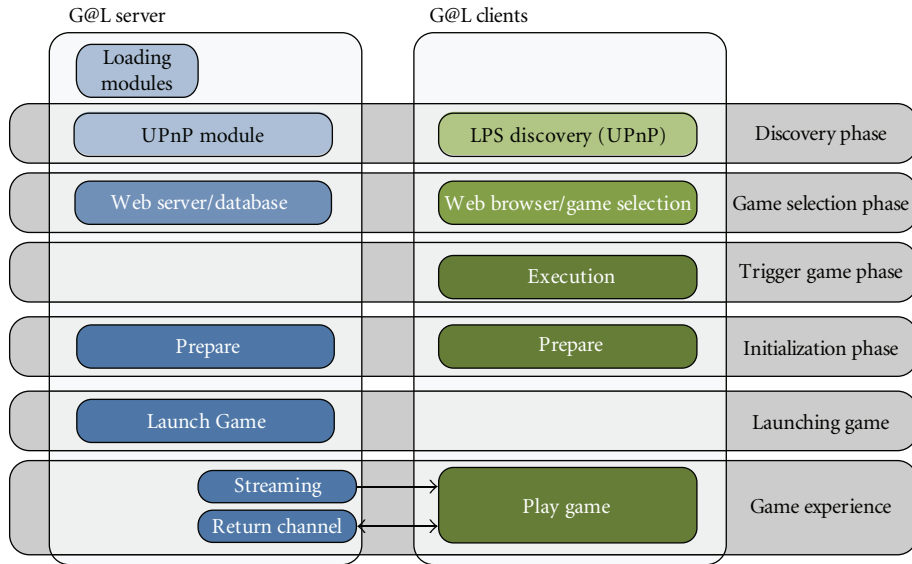 G@L server
G@L clients
Loading
modules
UPnP module
LPS discovery (UPnP)
Discovery phase
Web server/database
Web browser/game selection
Game selection phase
Execution
Trigger game phase
Prepare
Prepare
Initialization phase
Launch Game
Launching game
Streaming
Return channel
Play game
Game experience